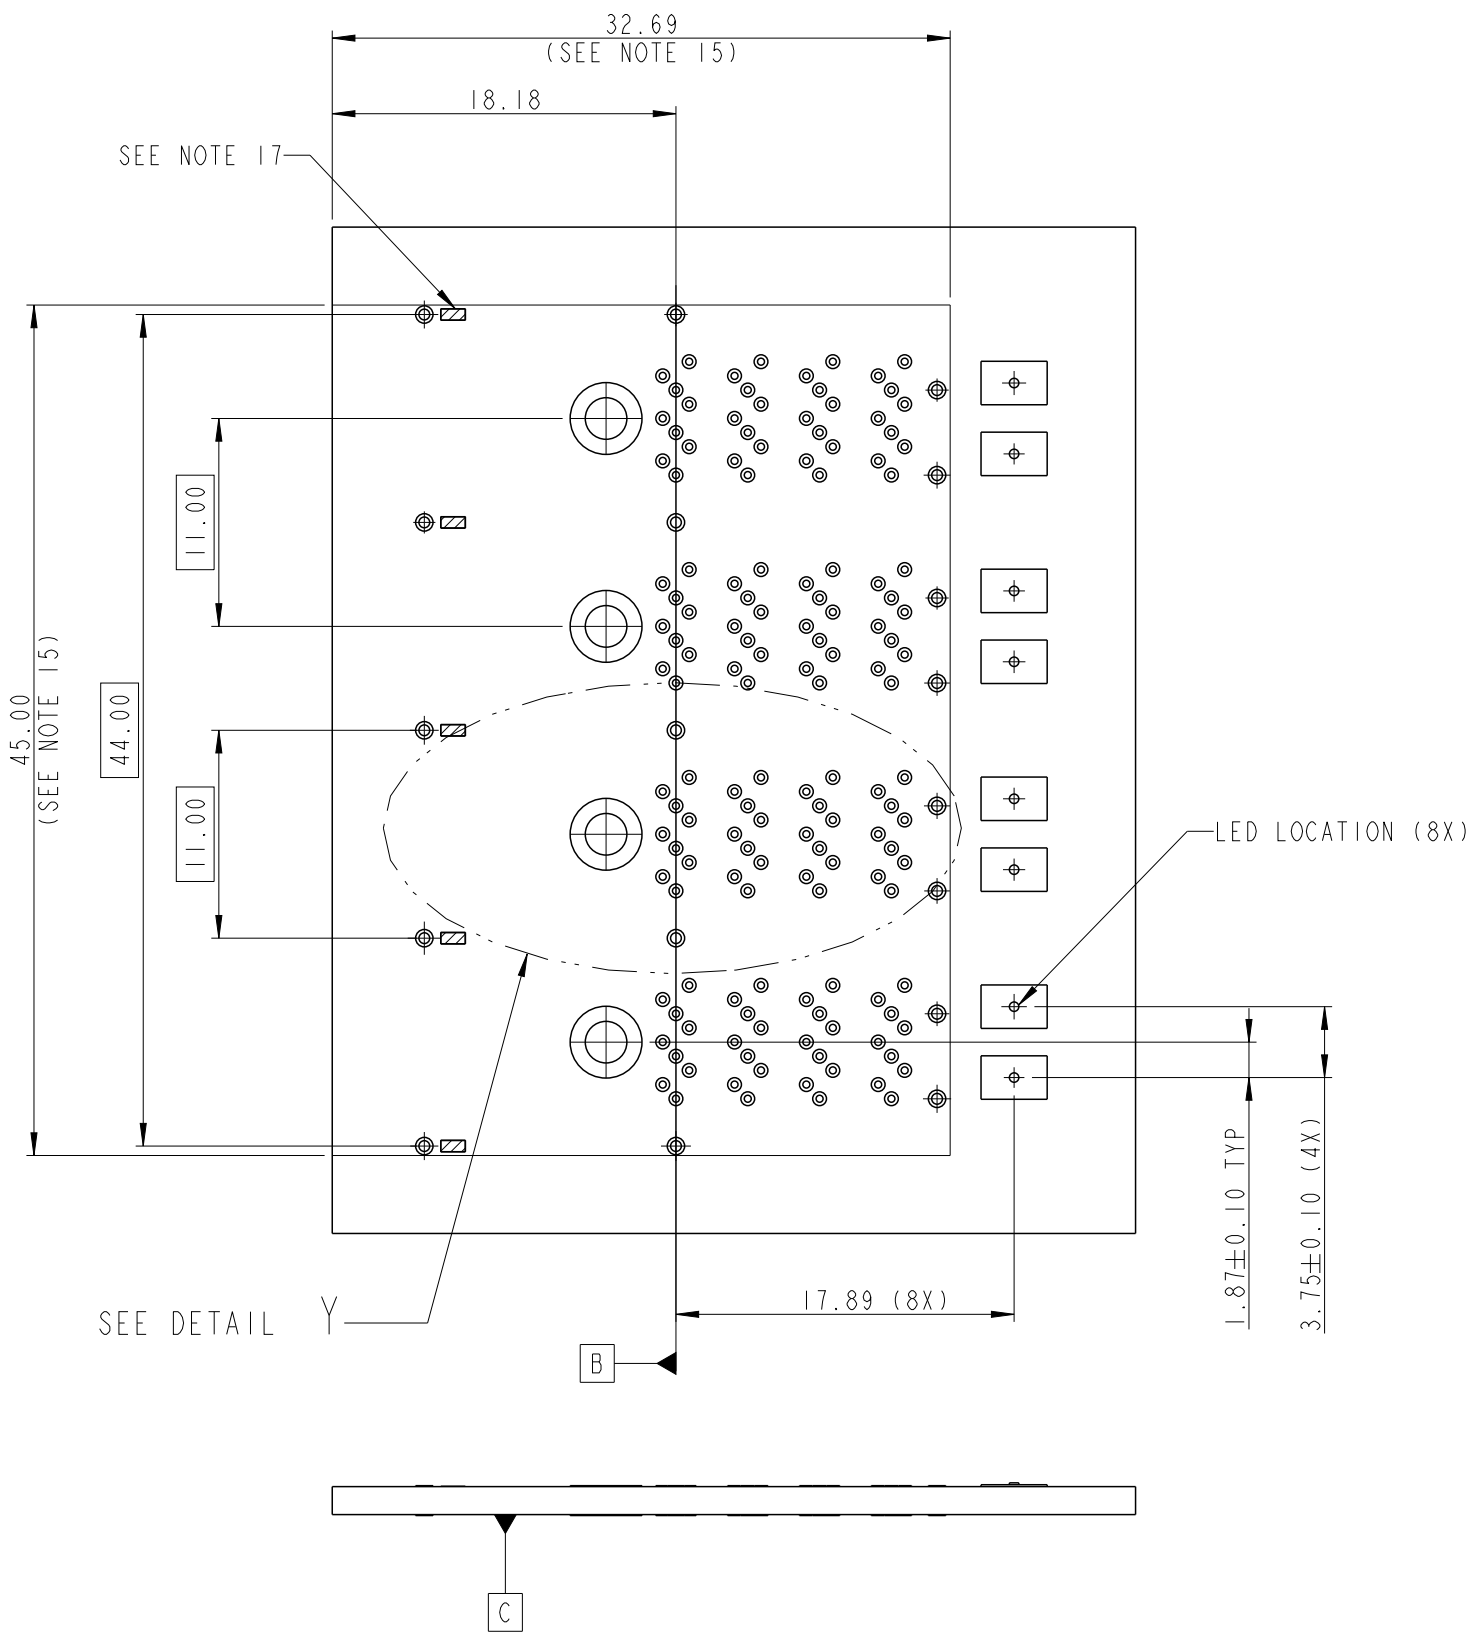 32.69
(SEE NOTE 15)
18.18
SEE NOTE 17
11.00
45.00
(SEE NOTE 15)
44.00
11.00
LED LOCATION (8X)
1.87±0.10 TYP
3.75±0.10 (4X)
17.89 (8X)
SEE DETAIL Y
B
C